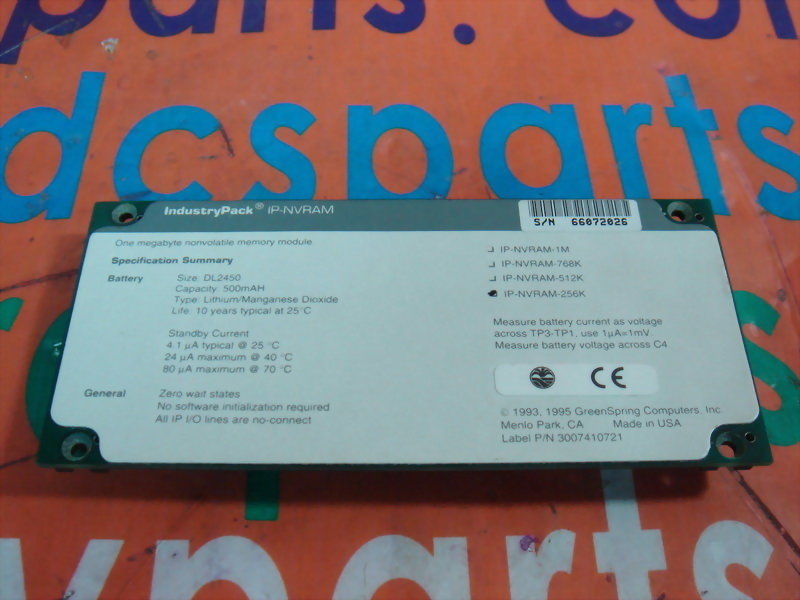 parts. co
dcsparts
IndustryPack® IP-NVRAM
S/N 66072026
One megabyte nonvolatile memory module
Specification Summary
Battery Size: DL2450
Capacity: 500mAH
Type: Lithium/Manganese Dioxide
Life: 10 years typical at 25°C
Standby Current
4.1 µA typical @ 25 °C
24 µA maximum @ 40 °C
80 µA maximum @ 70 °C
General Zero wait states
No software initialization required
All IP I/O lines are no-connect
IP-NVRAM-1M
IP-NVRAM-768K
IP-NVRAM-512K
IP-NVRAM-256K
Measure battery current as voltage
across TP3-TP1, use 1µA=1mV.
Measure battery voltage across C4.
CE
© 1993, 1995 GreenSpring Computers, Inc.
Menlo Park, CA Made in USA
Label P/N 3007410721
parts